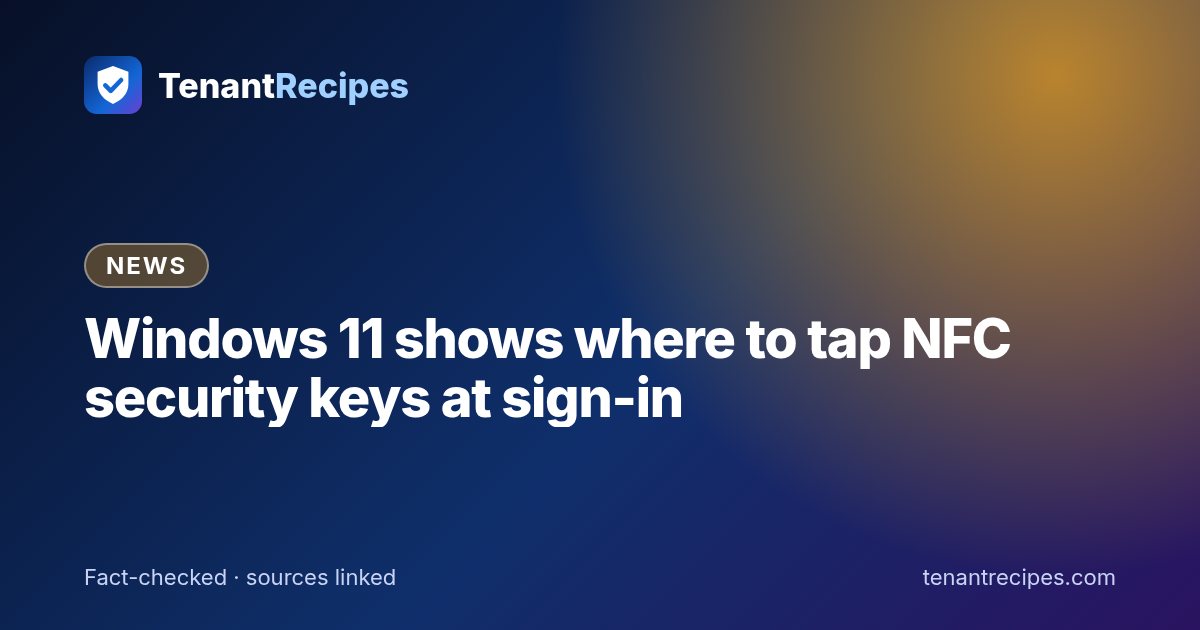 TenantRecipes
NEWS
Windows 11 shows where to tap NFC
security keys at sign-in
Fact-checked · sources linked
tenantrecipes.com